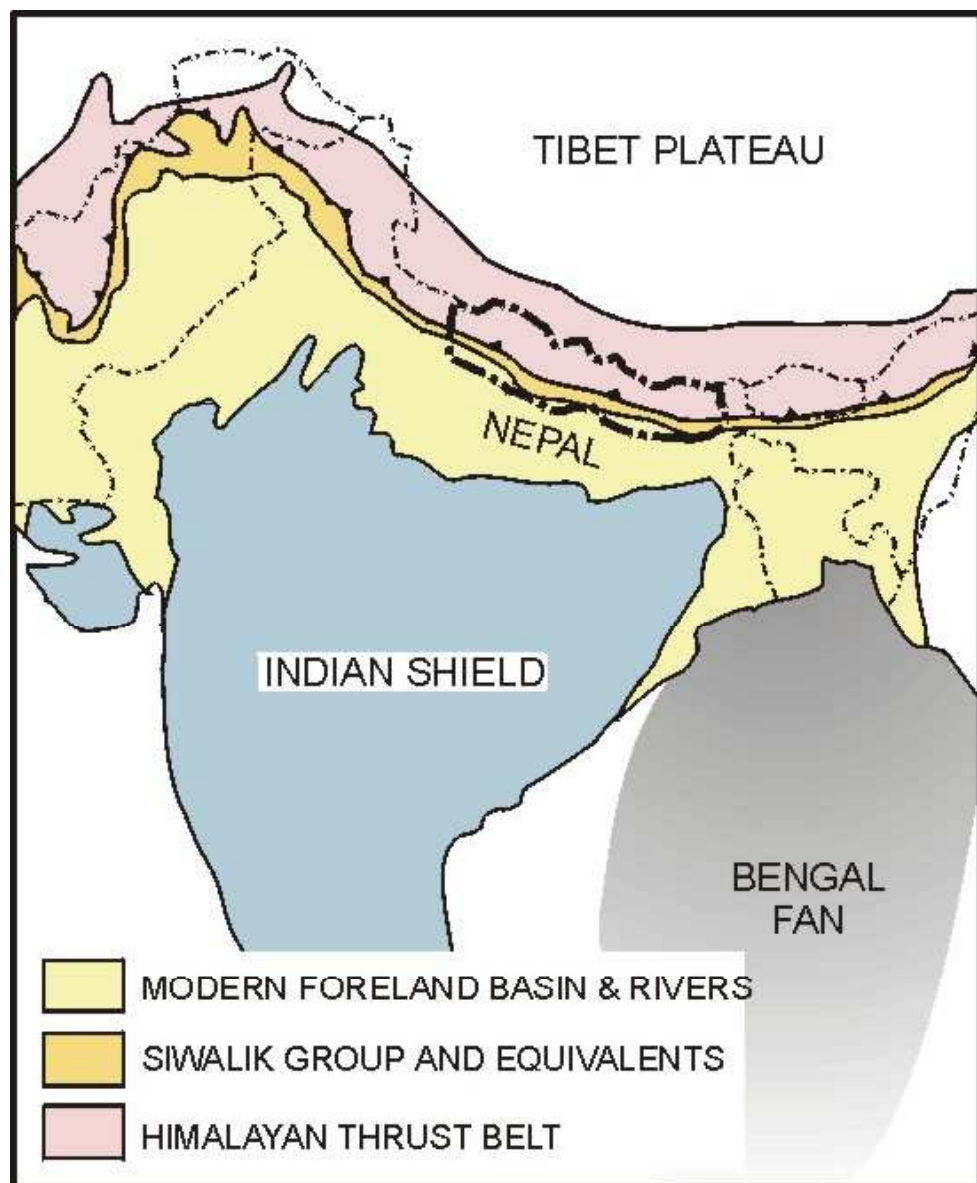 TIBET PLATEAU
NEPAL
INDIAN SHIELD
BENGAL
FAN
MODERN FORELAND BASIN & RIVERS
SIWALIK GROUP AND EQUIVALENTS
HIMALAYAN THRUST BELT